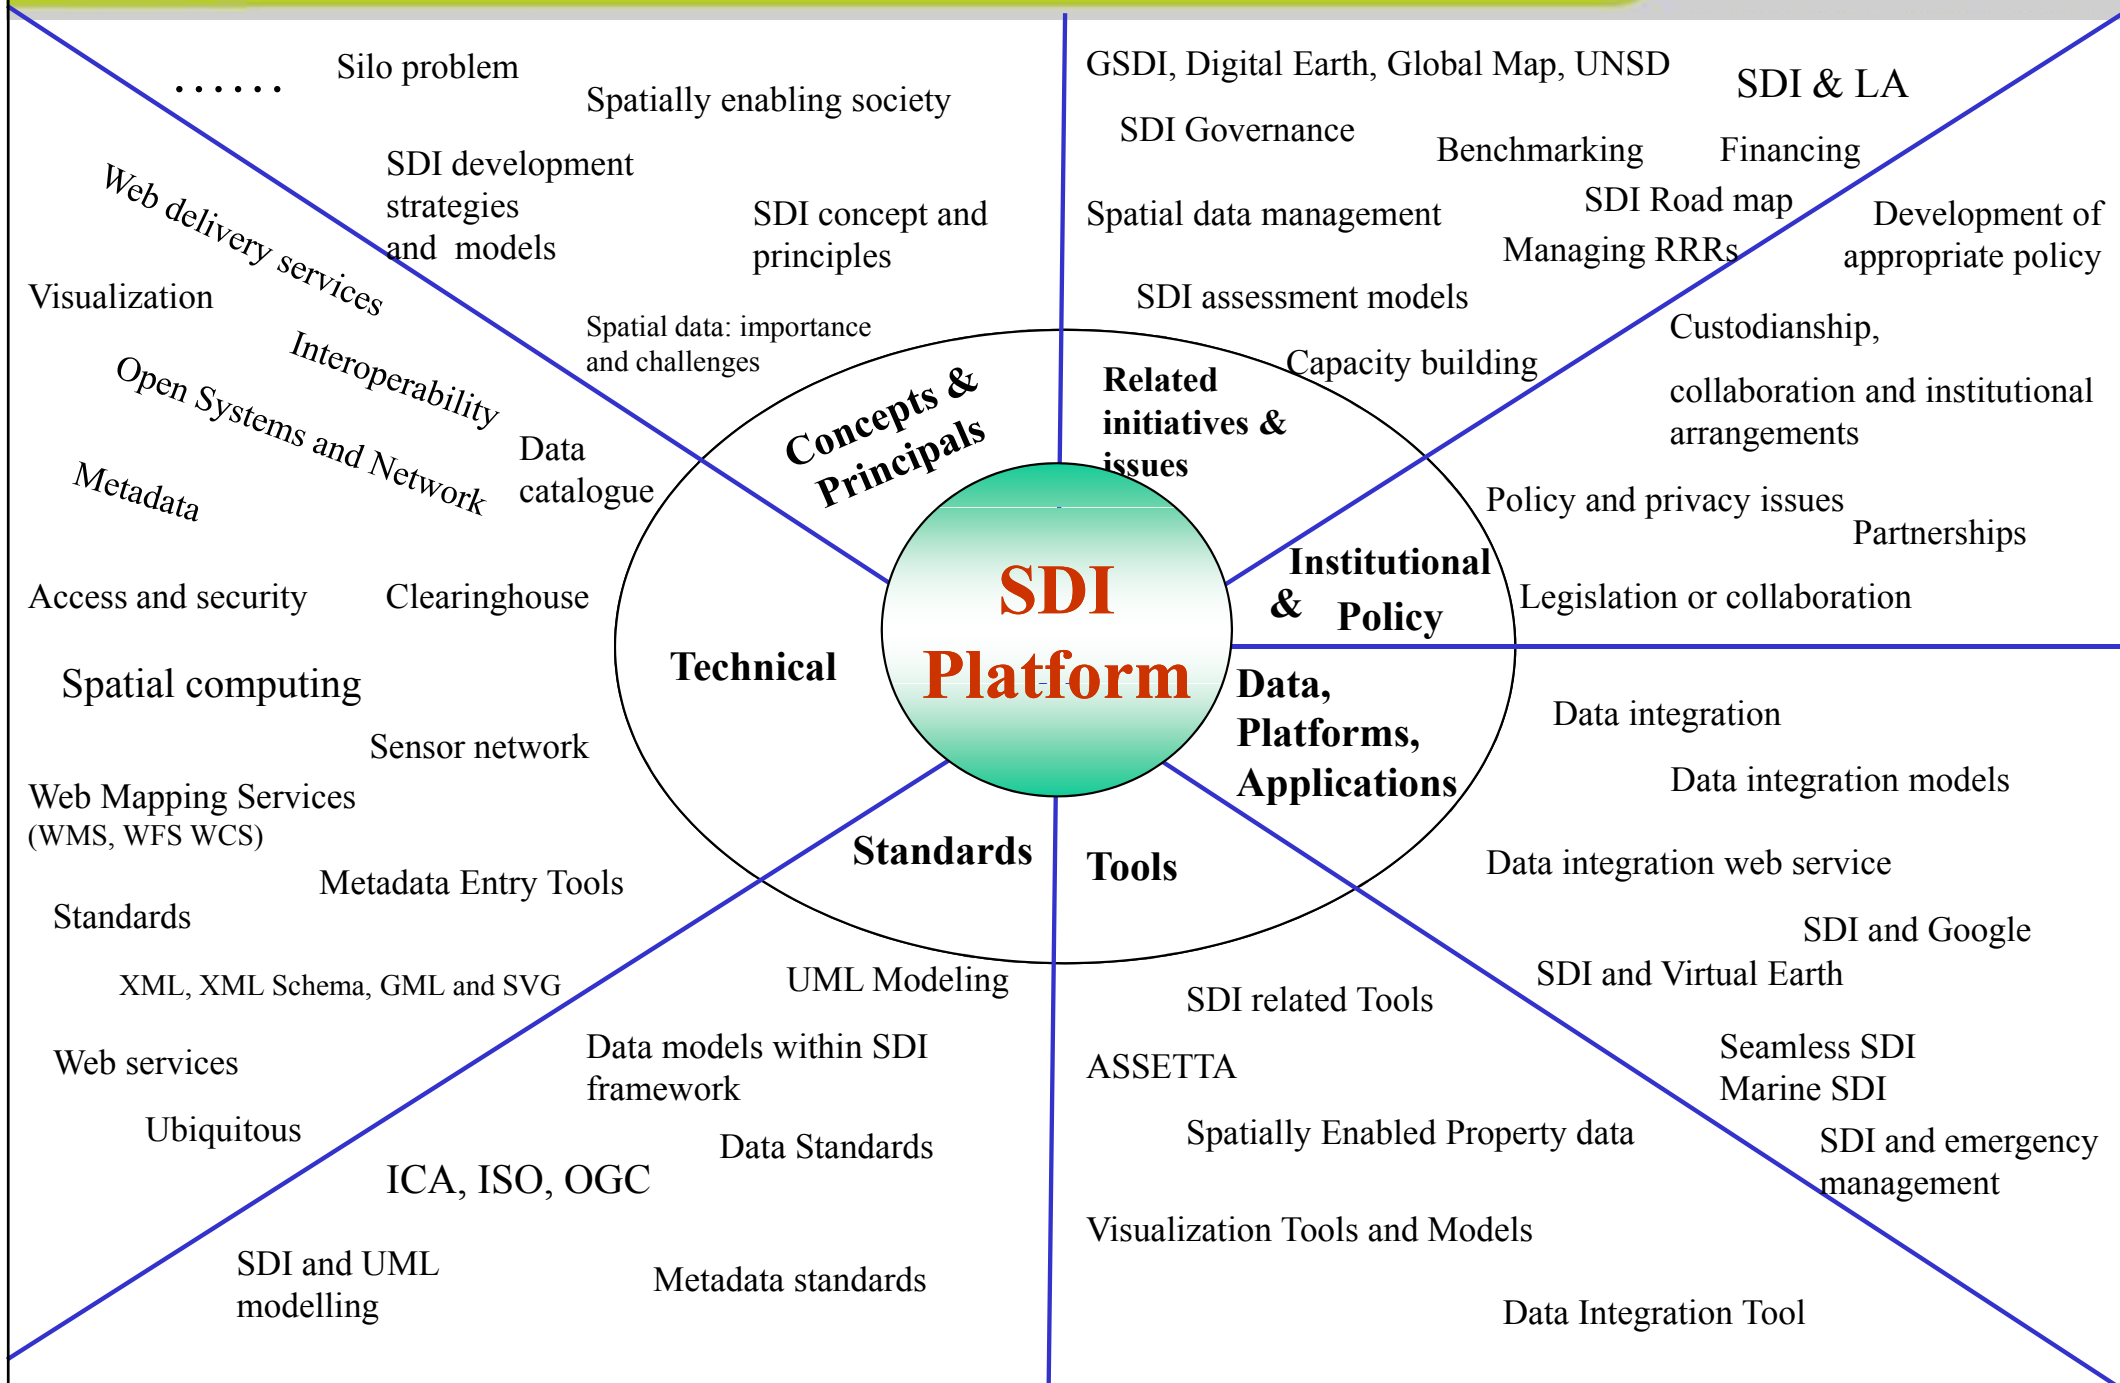 ......
Silo problem
Spatially enabling society
SDI development
strategies
and models
SDI concept and
principles
Spatial data: importance
and challenges
Concepts &
Principals
GSDI, Digital Earth, Global Map, UNSD
SDI & LA
SDI Governance
Benchmarking
Financing
SDI Road map
Spatial data management
Managing RRRs
SDI assessment models
Capacity building
Related
initiatives &
issues
Development of
appropriate policy
Custodianship,
collaboration and institutional
arrangements
Policy and privacy issues
Partnerships
Legislation or collaboration
Institutional
& Policy
SDI
Platform
Data,
Platforms,
Applications
Data integration
Data integration models
Data integration web service
SDI and Google
SDI and Virtual Earth
Seamless SDI
Marine SDI
SDI and emergency
management
Tools
SDI related Tools
ASSETTA
Spatially Enabled Property data
Visualization Tools and Models
Data Integration Tool
Standards
UML Modeling
Data models within SDI
framework
Data Standards
ICA, ISO, OGC
SDI and UML
modelling
Metadata standards
Technical
Web delivery services
Visualization
Interoperability
Open Systems and Network
Data
catalogue
Metadata
Access and security
Clearinghouse
Spatial computing
Sensor network
Web Mapping Services
(WMS, WFS WCS)
Metadata Entry Tools
Standards
XML, XML Schema, GML and SVG
Web services
Ubiquitous